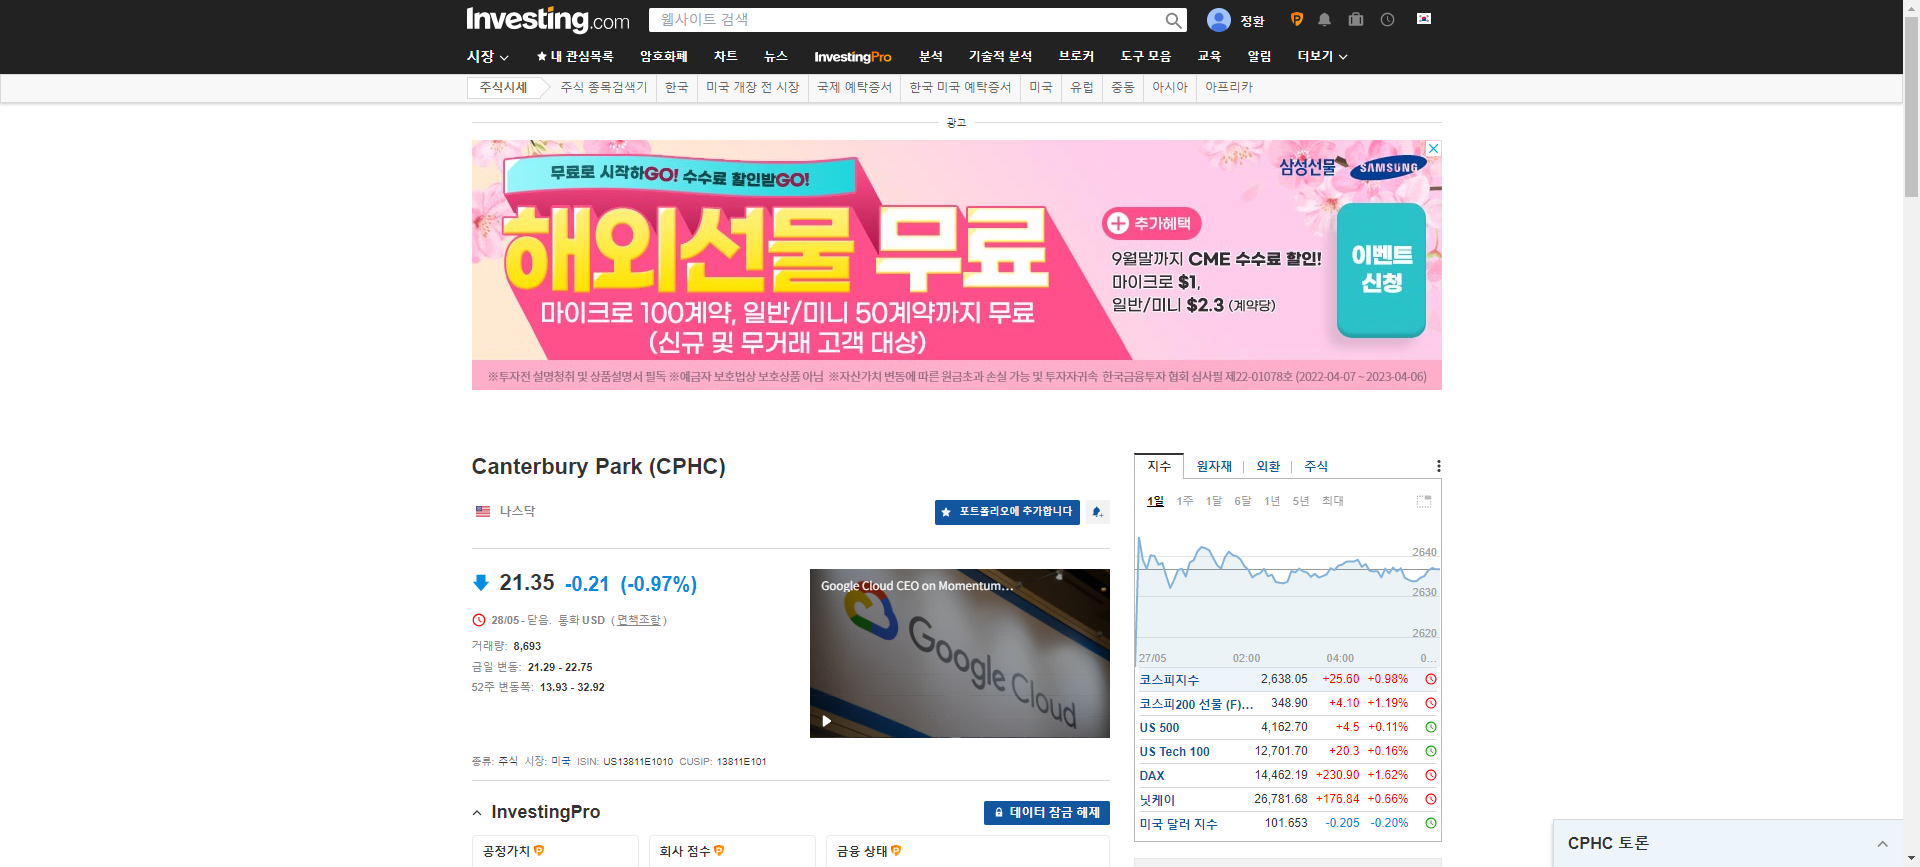 Investing.com
웹사이트 검색
정환
시장
내 관심목록
암호화폐
차트
뉴스
InvestingPro
분석
기술적 분석
브로커
도구 모음
교육
알림
더보기
주식시세
주식 종목검색기
한국
미국 개장 전 시장
국제 예탁증서
한국 미국 예탁증서
미국
유럽
중동
아시아
아프리카
광고
무료로 시작하GO! 수수료 할인받GO!
삼성선물 SAMSUNG
해외선물 무료
마이크로 100계약, 일반/미니 50계약까지 무료
(신규 및 무거래 고객 대상)
추가혜택
9월말까지 CME 수수료 할인!
마이크로 $1,
일반/미니 $2.3 (계약당)
이벤트
신청
※투자전 설명청취 및 상품설명서 필독 ※예금자 보호법상 보호상품 아님 ※자산가치 변동에 따른 원금초과 손실 가능 및 투자자귀속 한국금융투자 협회 심사필 제22-01078호 (2022-04-07 ~ 2023-04-06)
Canterbury Park (CPHC)
나스닥
포트폴리오에 추가합니다
21.35 -0.21 (-0.97%)
28/05 - 닫음. 통화 USD ( 면책조항 )
거래량: 8,693
금일 변동: 21.29 - 22.75
52주 변동폭: 13.93 - 32.92
Google Cloud CEO on Momentum...
Google Cloud
종류: 주식 시장: 미국 ISIN: US13811E1010 CUSIP: 13811E101
InvestingPro
데이터 잠금 해제
공정가치
회사 점수
금융 상태
지수
원자재
외환
주식
1일 1주 1달 6달 1년 5년 최대
2640
2630
2620
27/05 02:00 04:00 0...
코스피지수 2,638.05 +25.60 +0.98%
코스피200 선물 (F)... 348.90 +4.10 +1.19%
US 500 4,162.70 +4.5 +0.11%
US Tech 100 12,701.70 +20.3 +0.16%
DAX 14,462.19 +230.90 +1.62%
닛케이 26,781.68 +176.84 +0.66%
미국 달러 지수 101.653 -0.205 -0.20%
CPHC 토론